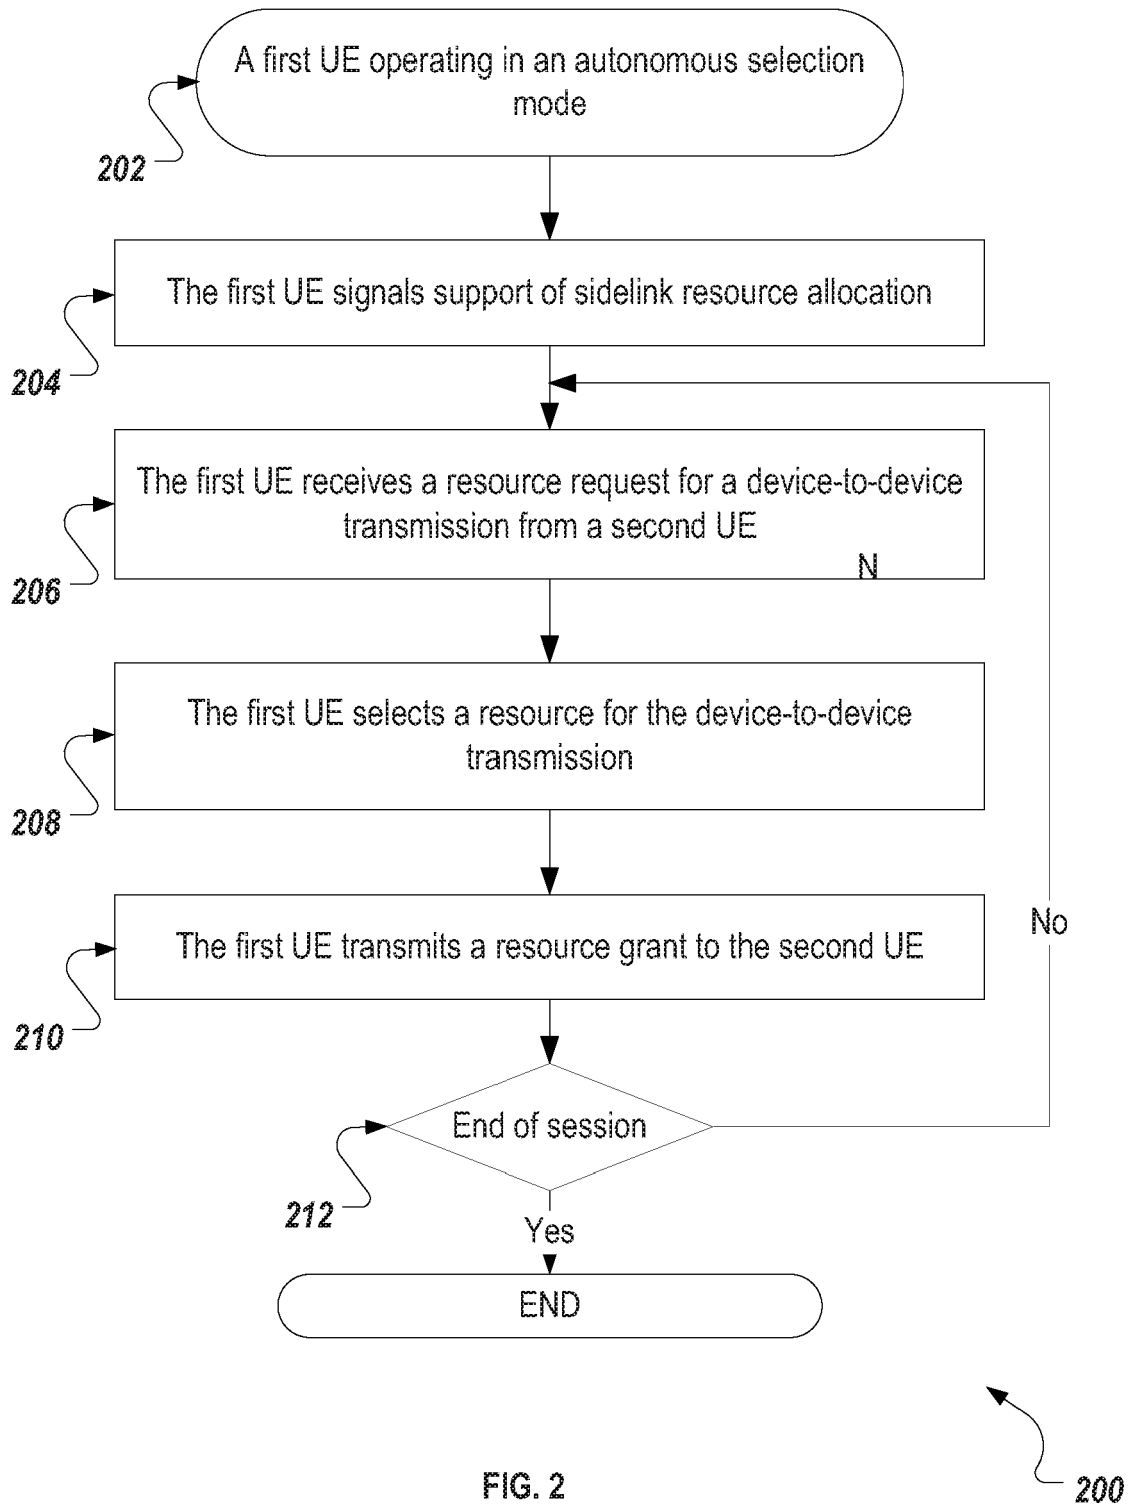 A first UE operating in an autonomous selection
mode
202
The first UE signals support of sidelink resource allocation
204
The first UE receives a resource request for a device-to-device
transmission from a second UE
N
206
The first UE selects a resource for the device-to-device
transmission
208
The first UE transmits a resource grant to the second UE
No
210
End of session
212
Yes
END
FIG. 2
200